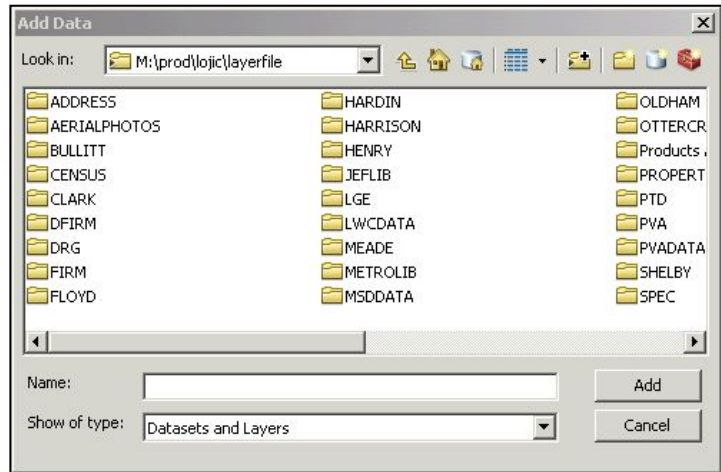 Add Data
Look in: M:\prod\lojic\layerfile
ADDRESS
AERIALPHOTOS
BULLITT
CENSUS
CLARK
DFIRM
DRG
FIRM
FLOYD
HARDIN
HARRISON
HENRY
JEFLIB
LGE
LWCDATA
MEADE
METROLIB
MSDDATA
OLDHAM
OTTERCR
Products
PROPERT
PTD
PVA
PVADATA
SHELBY
SPEC
Name: Add
Show of type: Datasets and Layers Cancel